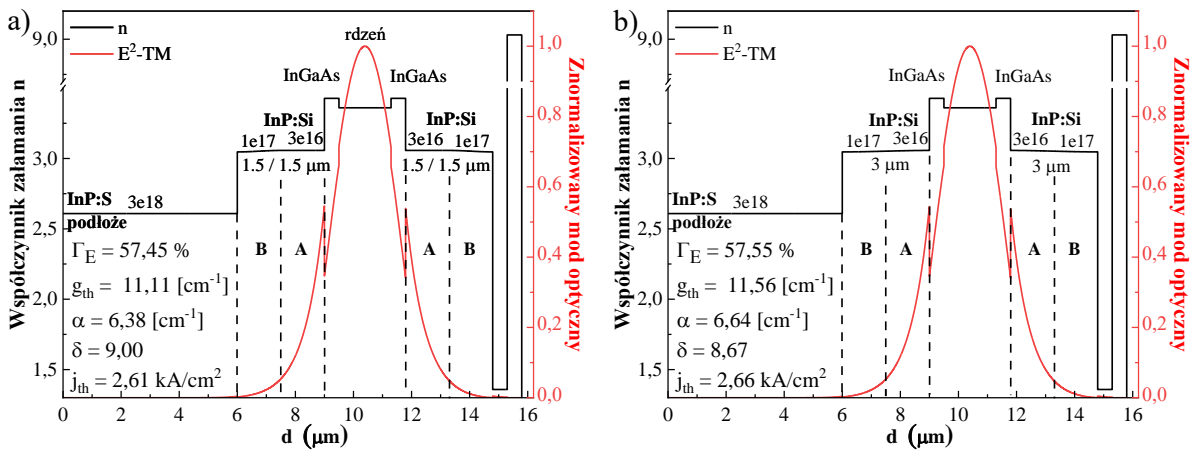 a)
n
E²-TM
rdzeń
InGaAs
InGaAs
InP:Si
InP:Si
1e17
3e16
3e16
1e17
1.5 / 1.5 μm
1.5 / 1.5 μm
InP:S
3e18
podłoże
B
A
A
B
Γ_E = 57,45 %
g_th = 11,11 [cm⁻¹]
α = 6,38 [cm⁻¹]
δ = 9,00
j_th = 2,61 kA/cm²
Współczynnik załamania n
9,0
3,0
2,5
2,0
1,5
0
2
4
6
8
10
12
14
16
d (μm)
1,0
0,9
0,7
0,6
0,4
0,2
0,0
Znormalizowany mod optyczny
b)
n
E²-TM
InGaAs
InGaAs
InP:Si
InP:Si
1e17
3e16
3e16
1e17
3 μm
3 μm
InP:S
3e18
podłoże
B
A
A
B
Γ_E = 57,55 %
g_th = 11,56 [cm⁻¹]
α = 6,64 [cm⁻¹]
δ = 8,67
j_th = 2,66 kA/cm²
Współczynnik załamania n
9,0
3,0
2,5
2,0
1,5
0
2
4
6
8
10
12
14
16
d (μm)
1,0
0,9
0,7
0,6
0,4
0,2
0,0
Znormalizowany mod optyczny